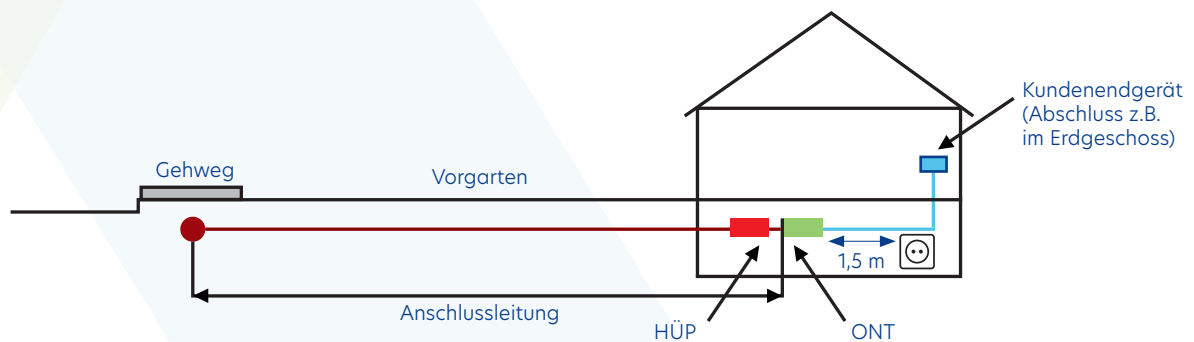 Kundenendgerät
(Abschluss z.B.
im Erdgeschoss)
Gehweg
Vorgarten
1,5 m
Anschlussleitung
HÜP
ONT